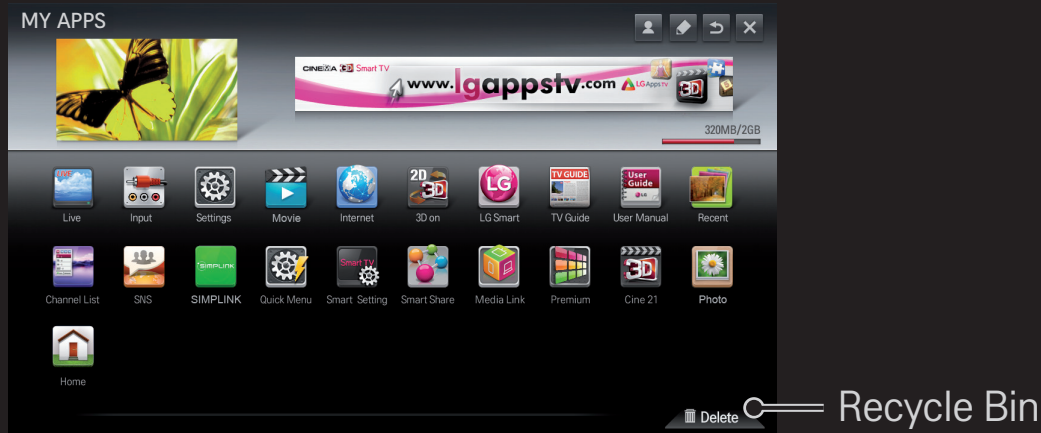 MY APPS
CINEMA 3D Smart TV
www.lgappstv.com LG Apps TV
3D
320MB/2GB
LIVE
2D
3D
LG
TV GUIDE
User
Guide
LG
Live Input Settings Movie Internet 3D on LG Smart TV Guide User Manual Recent
SIMPLINK
Smart TV
3D
Channel List SNS SIMPLINK Quick Menu Smart Setting Smart Share Media Link Premium Cine 21 Photo
Home
Delete
Recycle Bin